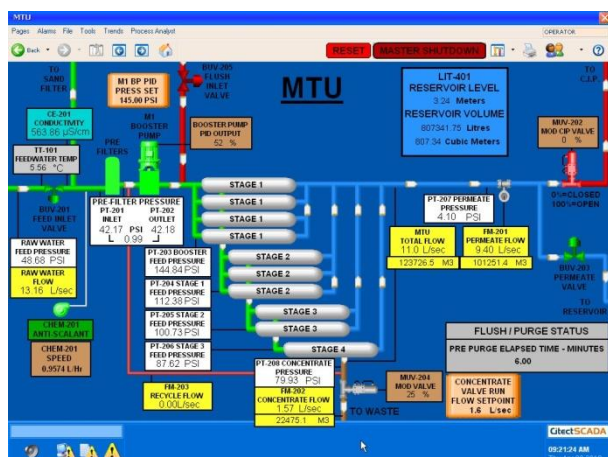 MTU
Pages Alarms File Tools Trends Process Analyst
OPERATOR
Back
RESET
MASTER SHUTDOWN
TO
SAND
FILTER
M1 BP PID
PRESS SET
145.00 PSI
BUV-205
FLUSH
INLET
VALVE
MTU
LIT-401
RESERVOIR LEVEL
3.24 Meters
RESERVOIR VOLUME
807341.75 Litres
807.34 Cubic Meters
TO
C.I.P.
CE-201
CONDUCTIVITY
563.86 µS/cm
TT-101
FEEDWATER TEMP
5.56 °C
PRE
FILTERS
M1
BOOSTER
PUMP
BOOSTER PUMP
PID OUTPUT
52 %
MUV-202
MOD CIP VALVE
0 %
0%=CLOSED
100%=OPEN
BUV-201
FEED INLET
VALVE
PRE-FILTER PRESSURE
PT-201 PT-202
INLET OUTLET
42.17 PSI 42.18
0.99
STAGE 1
STAGE 1
STAGE 1
STAGE 1
STAGE 2
STAGE 2
STAGE 2
STAGE 3
STAGE 3
STAGE 4
PT-207 PERMEATE
PRESSURE
4.10 PSI
MTU
TOTAL FLOW
11.0 L/sec
123726.5 M3
FM-201
PERMEATE FLOW
9.40 L/sec
101251.4 M3
BUV-203
PERMEATE
VALVE
TO
RESERVOIR
RAW WATER
FEED PRESSURE
48.68 PSI
RAW WATER
FLOW
13.16 L/sec
PT-203 BOOSTER
FEED PRESSURE
144.84 PSI
PT-204 STAGE 1
FEED PRESSURE
112.38 PSI
PT-205 STAGE 2
FEED PRESSURE
100.73 PSI
PT-206 STAGE 3
FEED PRESSURE
87.62 PSI
CHEM-201
ANTI-SCALANT
CHEM-201
SPEED
0.9574 L/Hr
FM-203
RECYCLE FLOW
0.00L/sec
PT-208 CONCENTRATE
PRESSURE
79.93 PSI
FM-202
CONCENTRATE FLOW
1.57 L/sec
22475.1 M3
MUV-204
MOD VALVE
25 %
TO WASTE
FLUSH / PURGE STATUS
PRE PURGE ELAPSED TIME - MINUTES
6.00
CONCENTRATE
VALVE RUN
FLOW SETPOINT
1.6 L/sec
CitectSCADA
09:21:24 AM